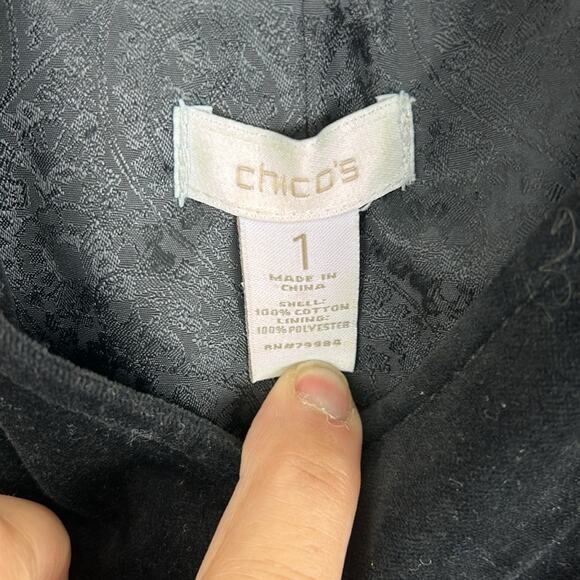 chico's
1
MADE IN
CHINA
SHELL:
100% COTTON
LINING:
100% POLYESTER
RN#79984